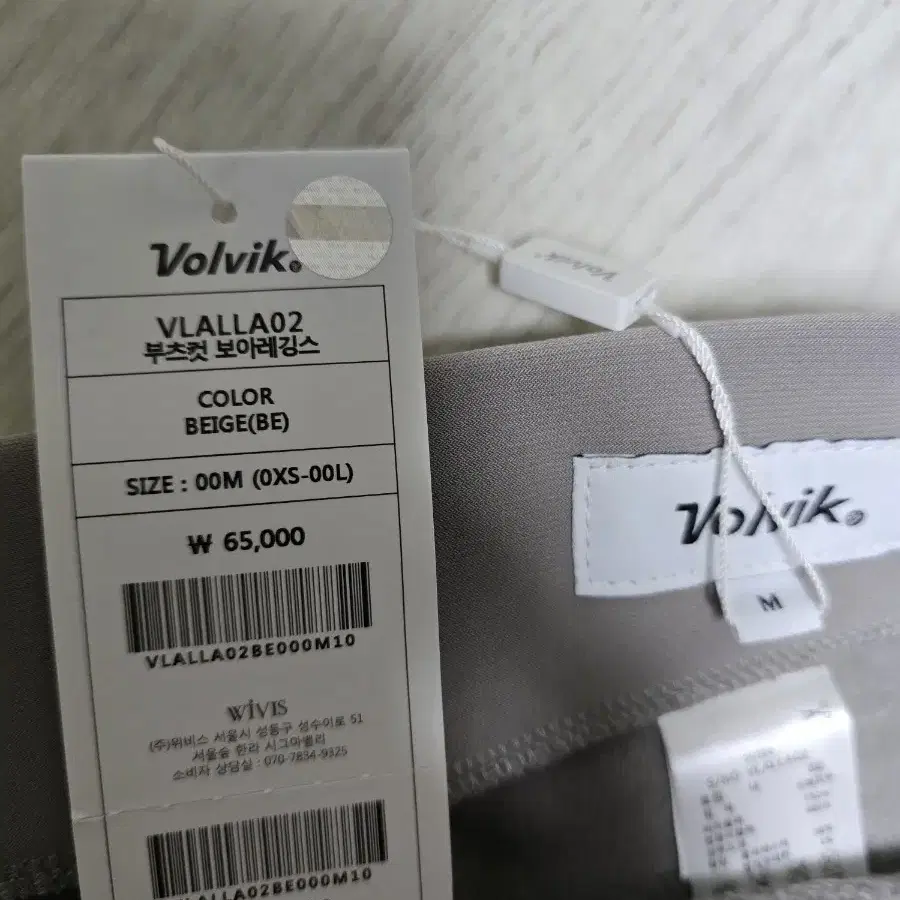 Volvik®
VLALLA02
부츠컷 보아레깅스
COLOR
BEIGE(BE)
SIZE : 00M (0XS-00L)
₩ 65,000
VLALLA02BE000M10
WIVIS
(주)위비스 서울시 성동구 성수이로 51
서울숲 한라 시그마밸리
소비자 상담실 : 070-7834-9325
VLALLA02BE000M10
Volvik
Volvik®
M